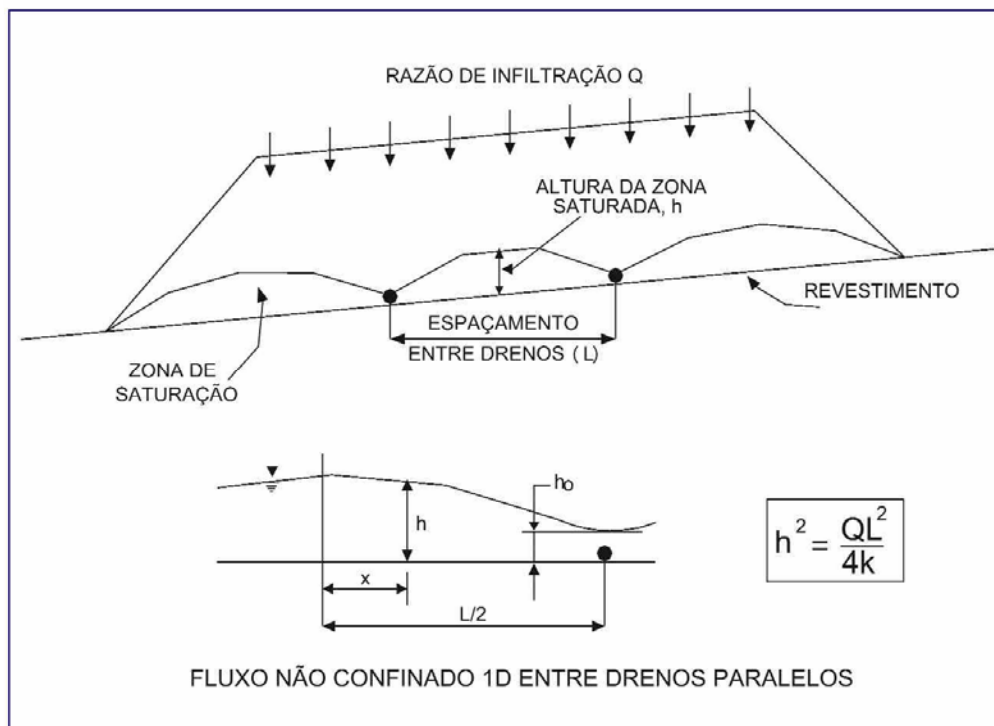 RAZÃO DE INFILTRAÇÃO Q
ALTURA DA ZONA
SATURADA, h
REVESTIMENTO
ESPAÇAMENTO
ENTRE DRENOS ( L)
ZONA DE
SATURAÇÃO
ho
h
x
L/2
h² = QL²/4k
FLUXO NÃO CONFINADO 1D ENTRE DRENOS PARALELOS